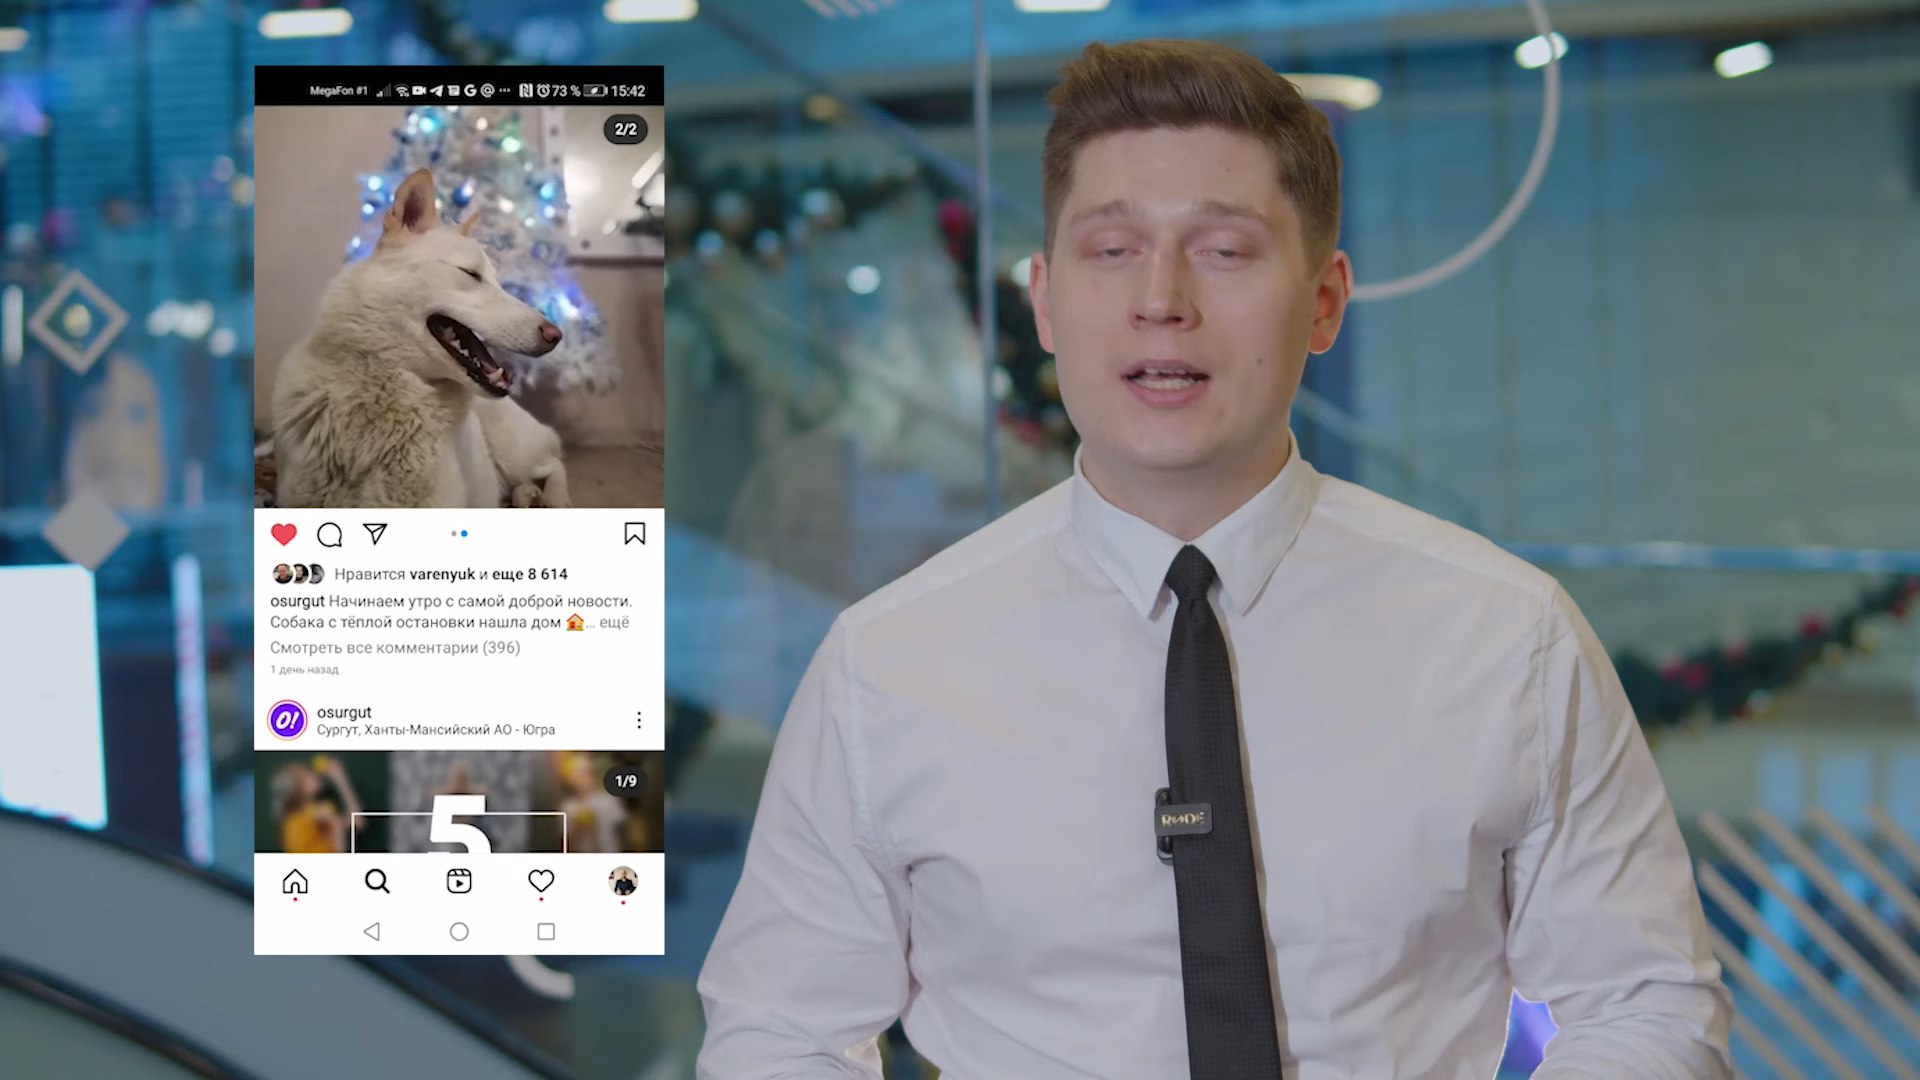 MegaFon #1 73 % 15:42
2/2
Нравится varenyuk и еще 8 614
osurgut Начинаем утро с самой доброй новости.
Собака с тёплой остановки нашла дом 🏠... ещё
Смотреть все комментарии (396)
1 день назад
O!
osurgut
Сургут, Ханты-Мансийский АО - Югра
1/9
5
RODE